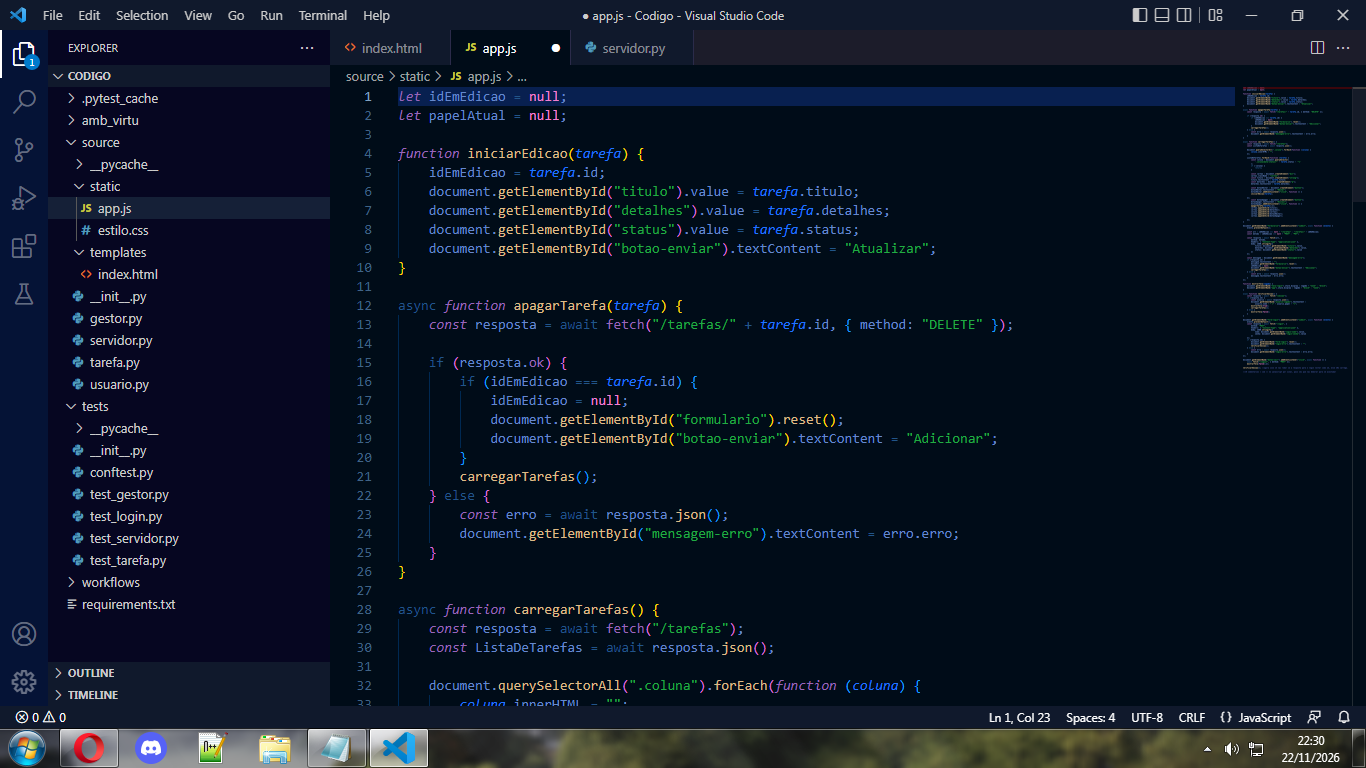 File Edit Selection View Go Run Terminal Help
● app.js - Codigo - Visual Studio Code
EXPLORER
CODIGO
.pytest_cache
amb_virtu
source
__pycache__
static
JS app.js
# estilo.css
templates
<> index.html
__init__.py
gestor.py
servidor.py
tarefa.py
usuario.py
tests
__pycache__
__init__.py
conftest.py
test_gestor.py
test_login.py
test_servidor.py
test_tarefa.py
workflows
requirements.txt
OUTLINE
TIMELINE
1
<> index.html
JS app.js
servidor.py
source > static > JS app.js > ...
1 let idEmEdicao = null;
2 let papelAtual = null;
3
4 function iniciarEdicao(tarefa) {
5 idEmEdicao = tarefa.id;
6 document.getElementById("titulo").value = tarefa.titulo;
7 document.getElementById("detalhes").value = tarefa.detalhes;
8 document.getElementById("status").value = tarefa.status;
9 document.getElementById("botao-enviar").textContent = "Atualizar";
10 }
11
12 async function apagarTarefa(tarefa) {
13 const resposta = await fetch("/tarefas/" + tarefa.id, { method: "DELETE" });
14
15 if (resposta.ok) {
16 if (idEmEdicao === tarefa.id) {
17 idEmEdicao = null;
18 document.getElementById("formulario").reset();
19 document.getElementById("botao-enviar").textContent = "Adicionar";
20 }
21 carregarTarefas();
22 } else {
23 const erro = await resposta.json();
24 document.getElementById("mensagem-erro").textContent = erro.erro;
25 }
26 }
27
28 async function carregarTarefas() {
29 const resposta = await fetch("/tarefas");
30 const ListaDeTarefas = await resposta.json();
31
32 document.querySelectorAll(".coluna").forEach(function (coluna) {
33 coluna.innerHTML = "";
0 0
Ln 1, Col 23 Spaces: 4 UTF-8 CRLF {} JavaScript
22:30
22/11/2026